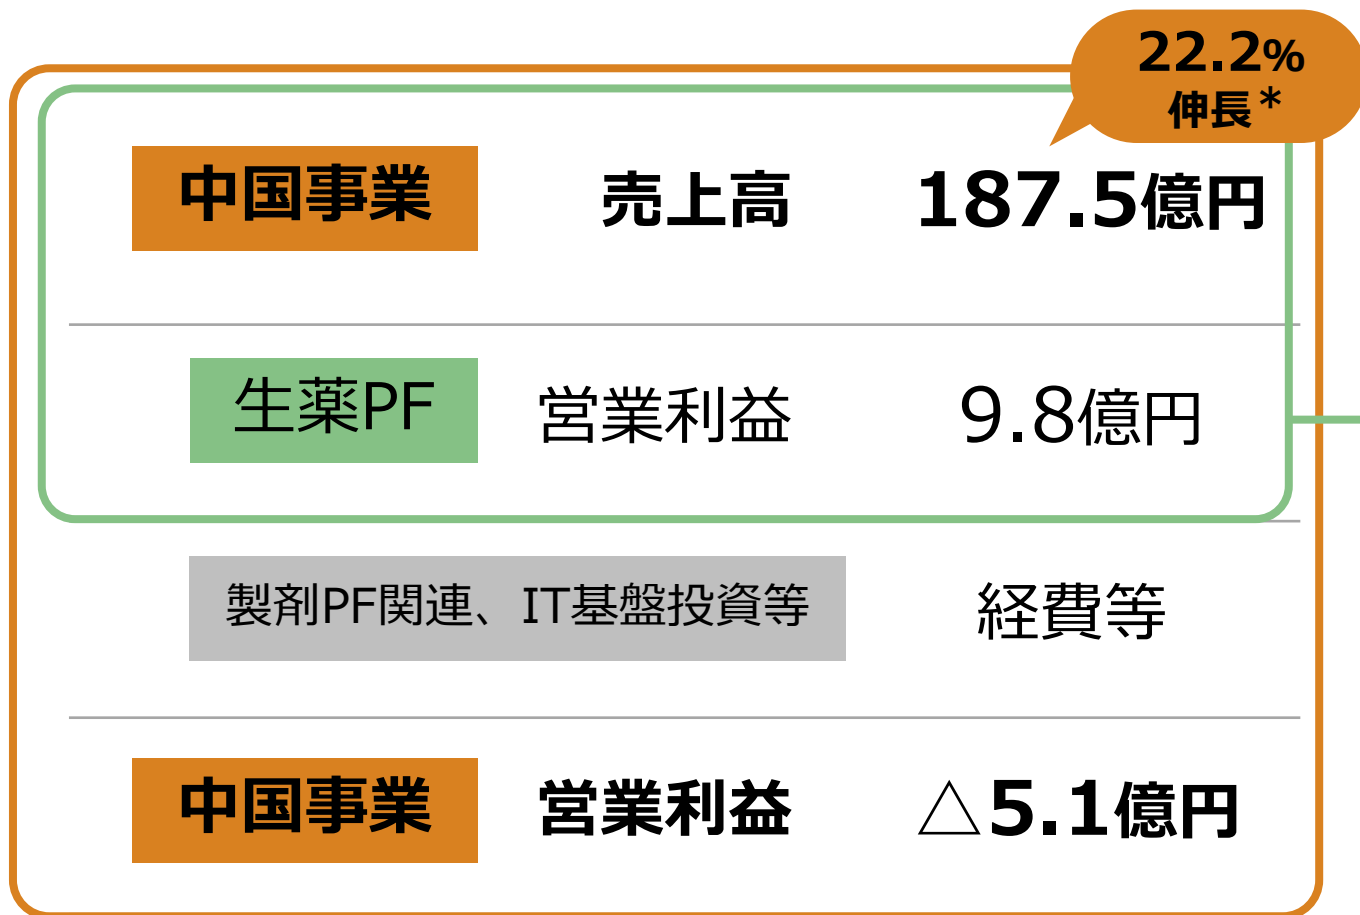 22.2%
伸長*
中国事業 売上高 187.5億円
生薬PF 営業利益 9.8億円
製剤PF関連、IT基盤投資等 経費等
中国事業 営業利益 △5.1億円